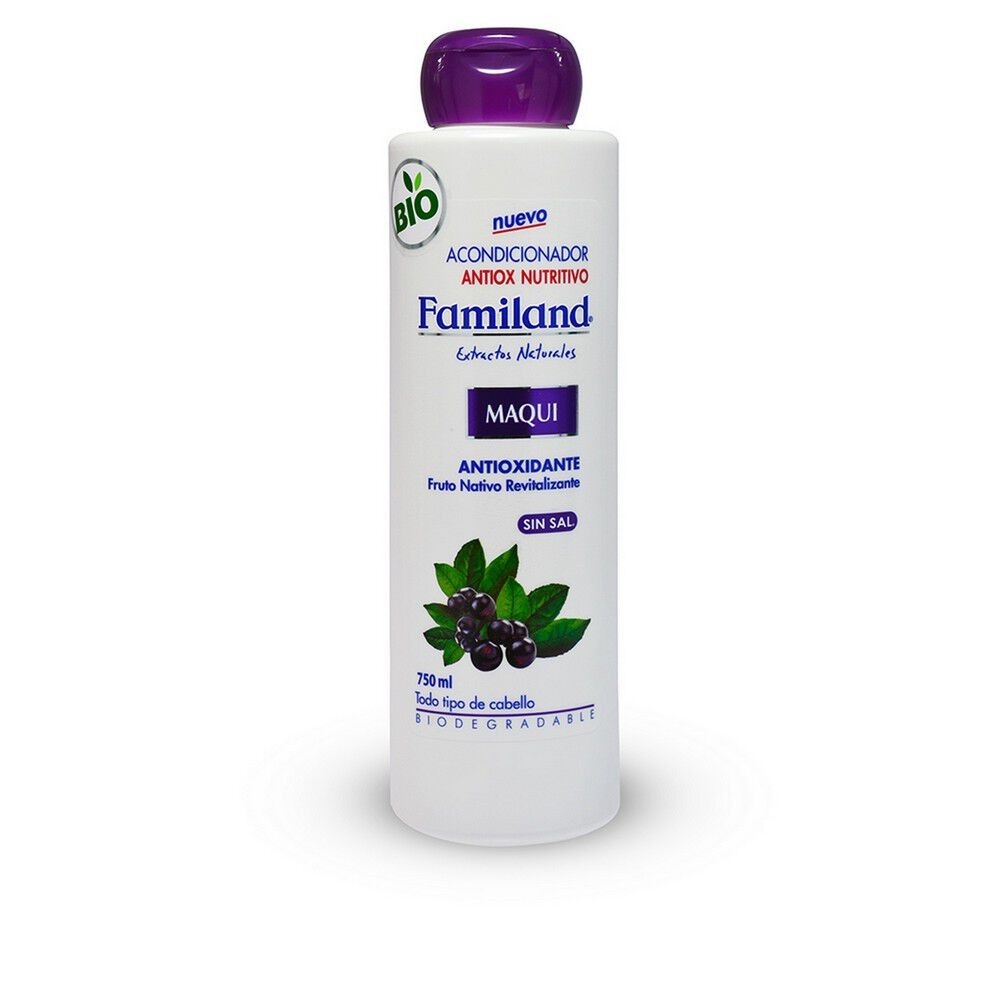 BIO
nuevo
ACONDICIONADOR
ANTIOX NUTRITIVO
Familand®
Extractos Naturales
MAQUI
ANTIOXIDANTE
Fruto Nativo Revitalizante
SIN SAL
750 ml
Todo tipo de cabello
BIODEGRADABLE